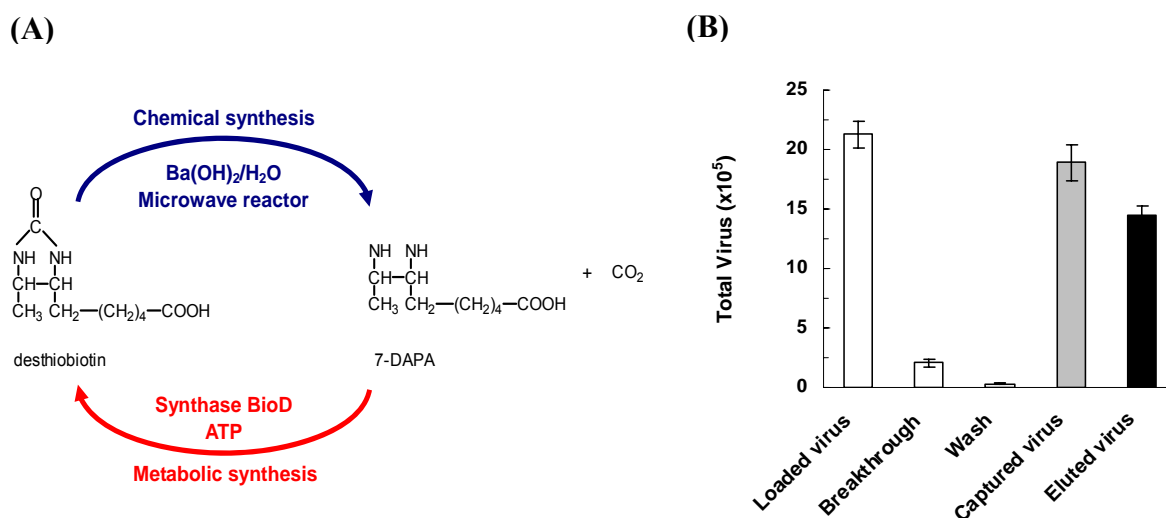 (A)
Chemical synthesis
Ba(OH)2/H2O
Microwave reactor
O
C
NH NH
CH-CH
CH3 CH2-(CH2)4-COOH
desthiobiotin
NH NH
CH-CH
CH3 CH2-(CH2)4-COOH
+ CO2
7-DAPA
Synthase BioD
ATP
Metabolic synthesis
(B)
Total Virus (x10^5)
25
20
15
10
5
0
Loaded virus
Breakthrough
Wash
Captured virus
Eluted virus